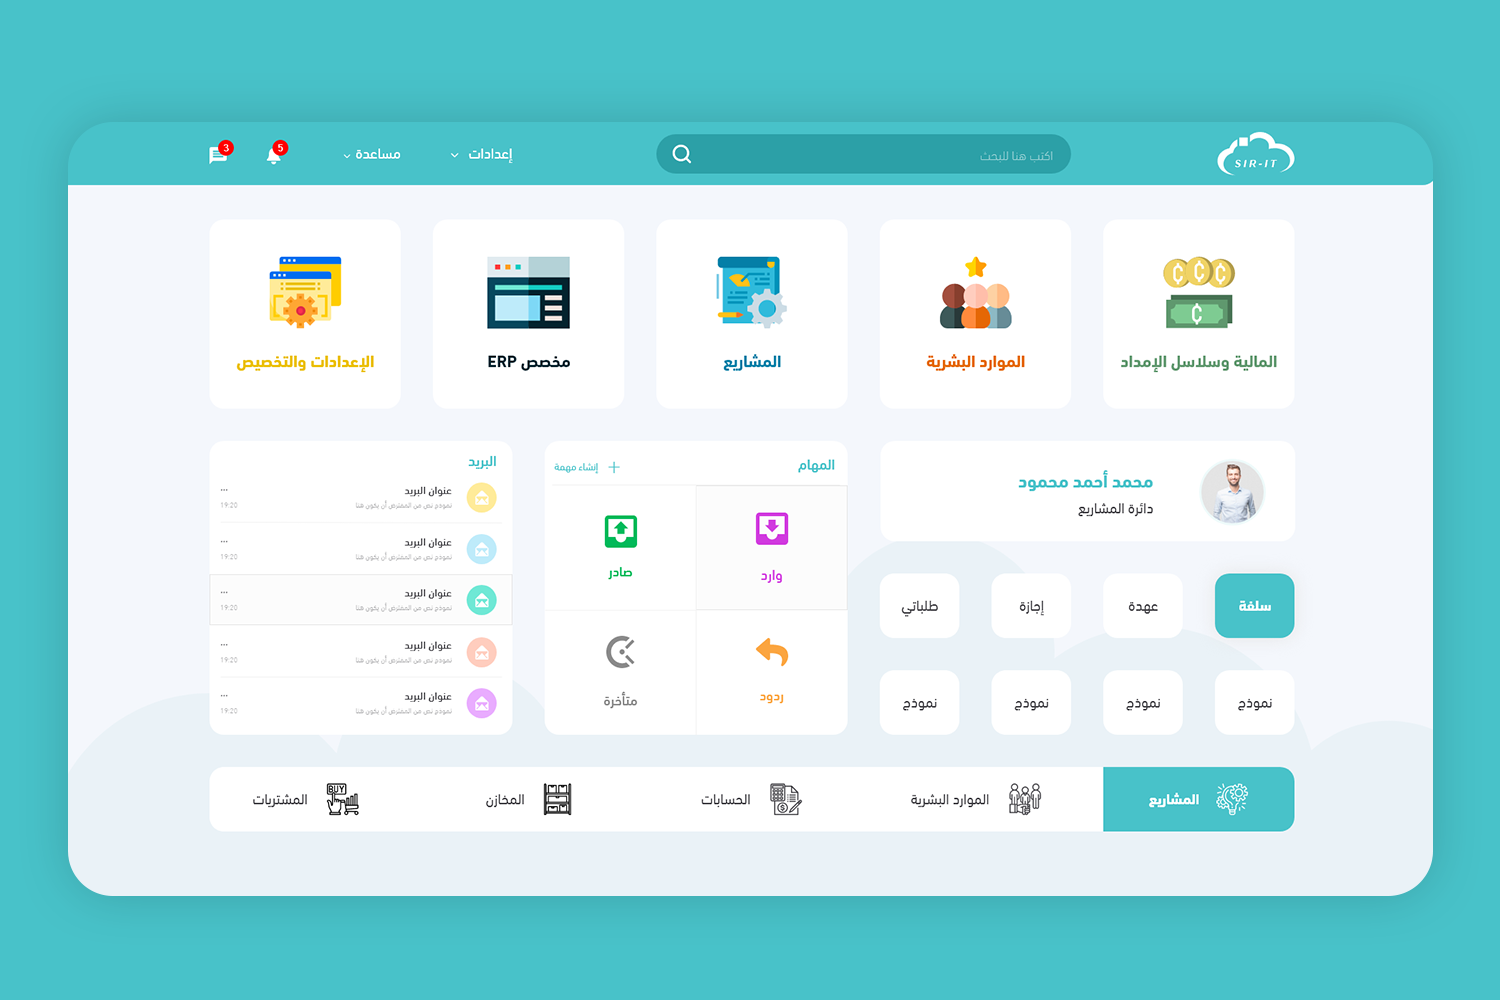 SIR-IT
اكتب هنا للبحث
إعدادات
مساعدة
5
3
المالية وسلاسل الإمداد
الموارد البشرية
المشاريع
مخصص ERP
الإعدادات والتخصيص
محمد أحمد محمود
دائرة المشاريع
سلفة
عهدة
إجازة
طلباتي
نموذج
نموذج
نموذج
نموذج
المهام
إنشاء مهمة
وارد
صادر
ردود
متأخرة
البريد
عنوان البريد
...
نموذج نص من المفترض أن يكون هنا
19:20
عنوان البريد
...
نموذج نص من المفترض أن يكون هنا
19:20
عنوان البريد
...
نموذج نص من المفترض أن يكون هنا
19:20
عنوان البريد
...
نموذج نص من المفترض أن يكون هنا
19:20
عنوان البريد
...
نموذج نص من المفترض أن يكون هنا
19:20
المشاريع
الموارد البشرية
الحسابات
المخازن
BUY
المشتريات